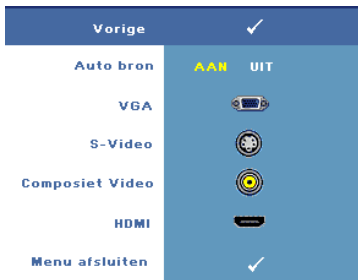 Vorige
Auto bron AAN UIT
VGA
S-Video
Composiet Video
HDMI
Menu afsluiten